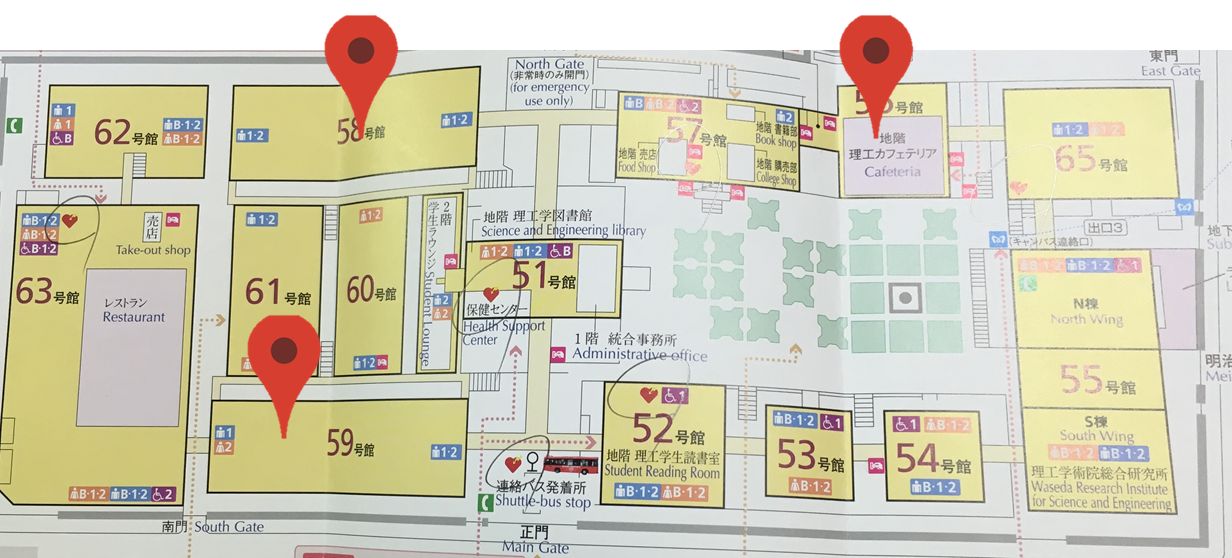 North Gate
(非常時のみ開門)
(for emergency
use only)
東門
East Gate
1
1
B
62号館
B·1·2
B·1·2
1·2
58号館
1·2
B
B·2
2
57号館
2
地階 書籍部
Book shop
地階 売店
Food Shop
地階 購売部
College Shop
号館
地階
理工カフェテリア
Cafeteria
1·2
1·2
65号館
B·1·2
B·1·2
B·1·2
売店
Take-out shop
63号館
レストラン
Restaurant
B·1·2
B·1·2
2
1·2
61号館
1·2
60号館
1·2
2階
学生ラウンジ Student Lounge
2
2
地階 理工学図書館
Science and Engineering library
1·2
1·2
B
51号館
保健センター
Health Support
Center
1階 統合事務所
Administrative office
出口3
(キャンパス連絡口)
地下
Sub
明治
Mei
B·1·2
B·1·2
1
N棟
North Wing
55号館
S棟
South Wing
B·1·2
B·1·2
理工学術院総合研究所
Waseda Research Institute
for Science and Engineering
1
2
59号館
1·2
1
52号館
地階 理工学生読書室
Student Reading Room
B·1·2
B·1·2
B·1·2
1
53号館
B·1·2
1
B·1·2
54号館
B·1·2
連絡バス発着所
Shuttle-bus stop
南門 South Gate
正門
Main Gate